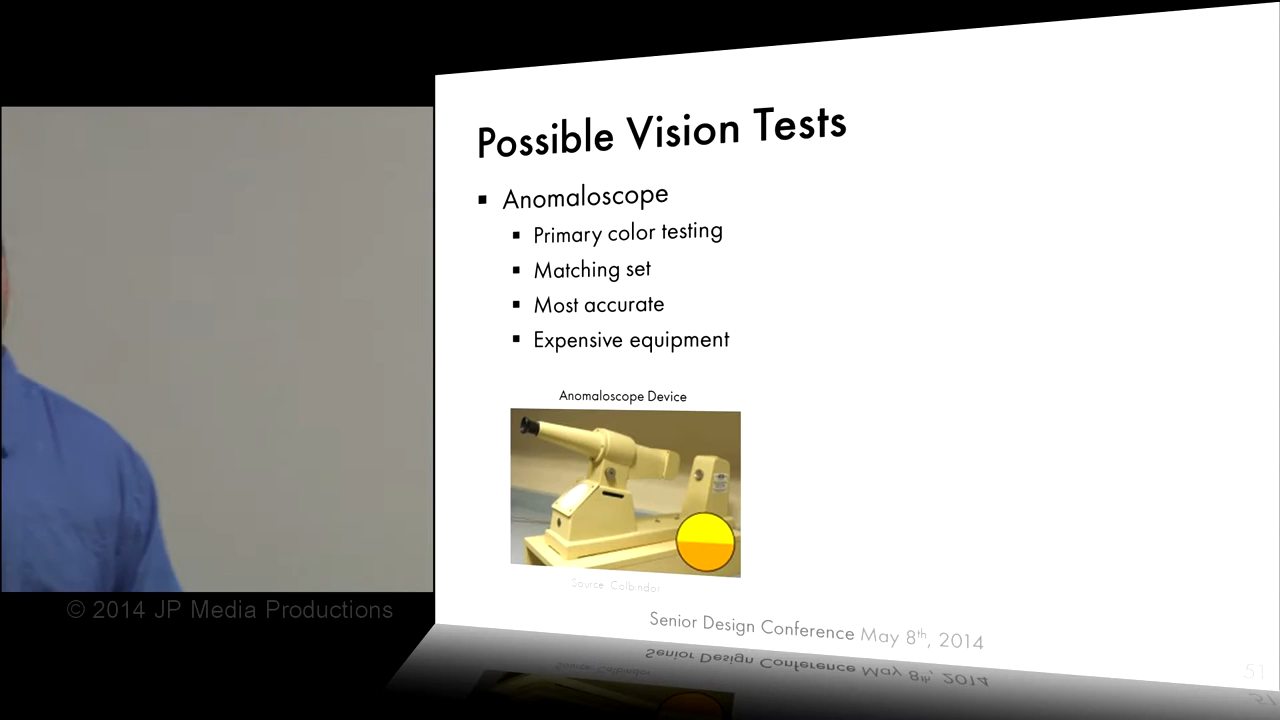 Possible Vision Tests
▪ Anomaloscope
▪ Primary color testing
▪ Matching set
▪ Most accurate
▪ Expensive equipment
Anomaloscope Device
Source: Colbindor
Senior Design Conference May 8th, 2014
51
© 2014 JP Media Productions